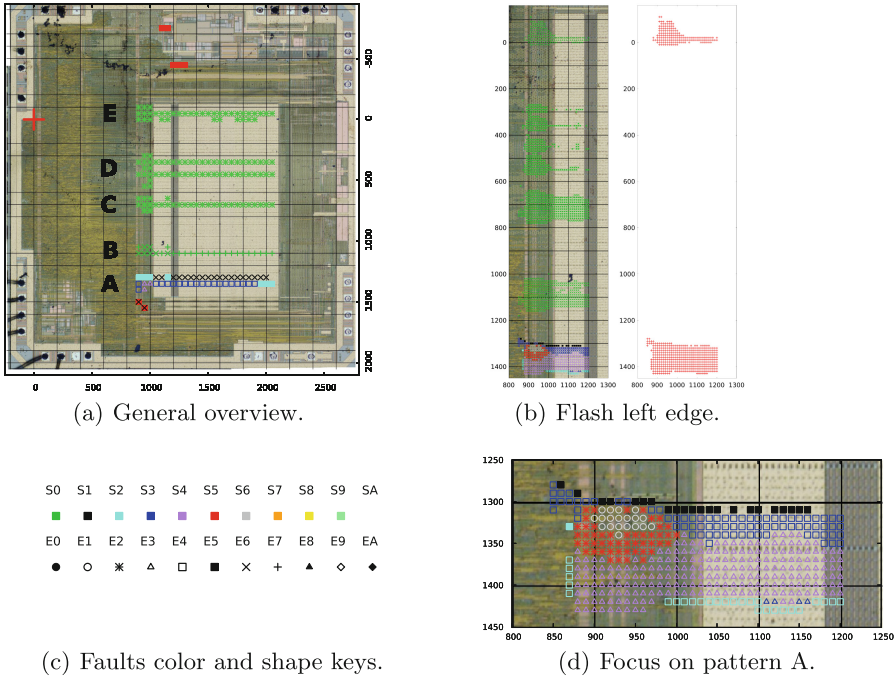 E
D
C
B
A
-500
0
500
1000
1500
2000
0 500 1000 1500 2000 2500
(a) General overview.
0
200
400
600
800
1000
1200
1400
800 900 1000 1100 1200 1300
0
200
400
600
800
1000
1200
1400
800 900 1000 1100 1200 1300
(b) Flash left edge.
S0 S1 S2 S3 S4 S5 S6 S7 S8 S9 SA
E0 E1 E2 E3 E4 E5 E6 E7 E8 E9 EA
(c) Faults color and shape keys.
1250
1300
1350
1400
1450
800 850 900 950 1000 1050 1100 1150 1200 1250
(d) Focus on pattern A.